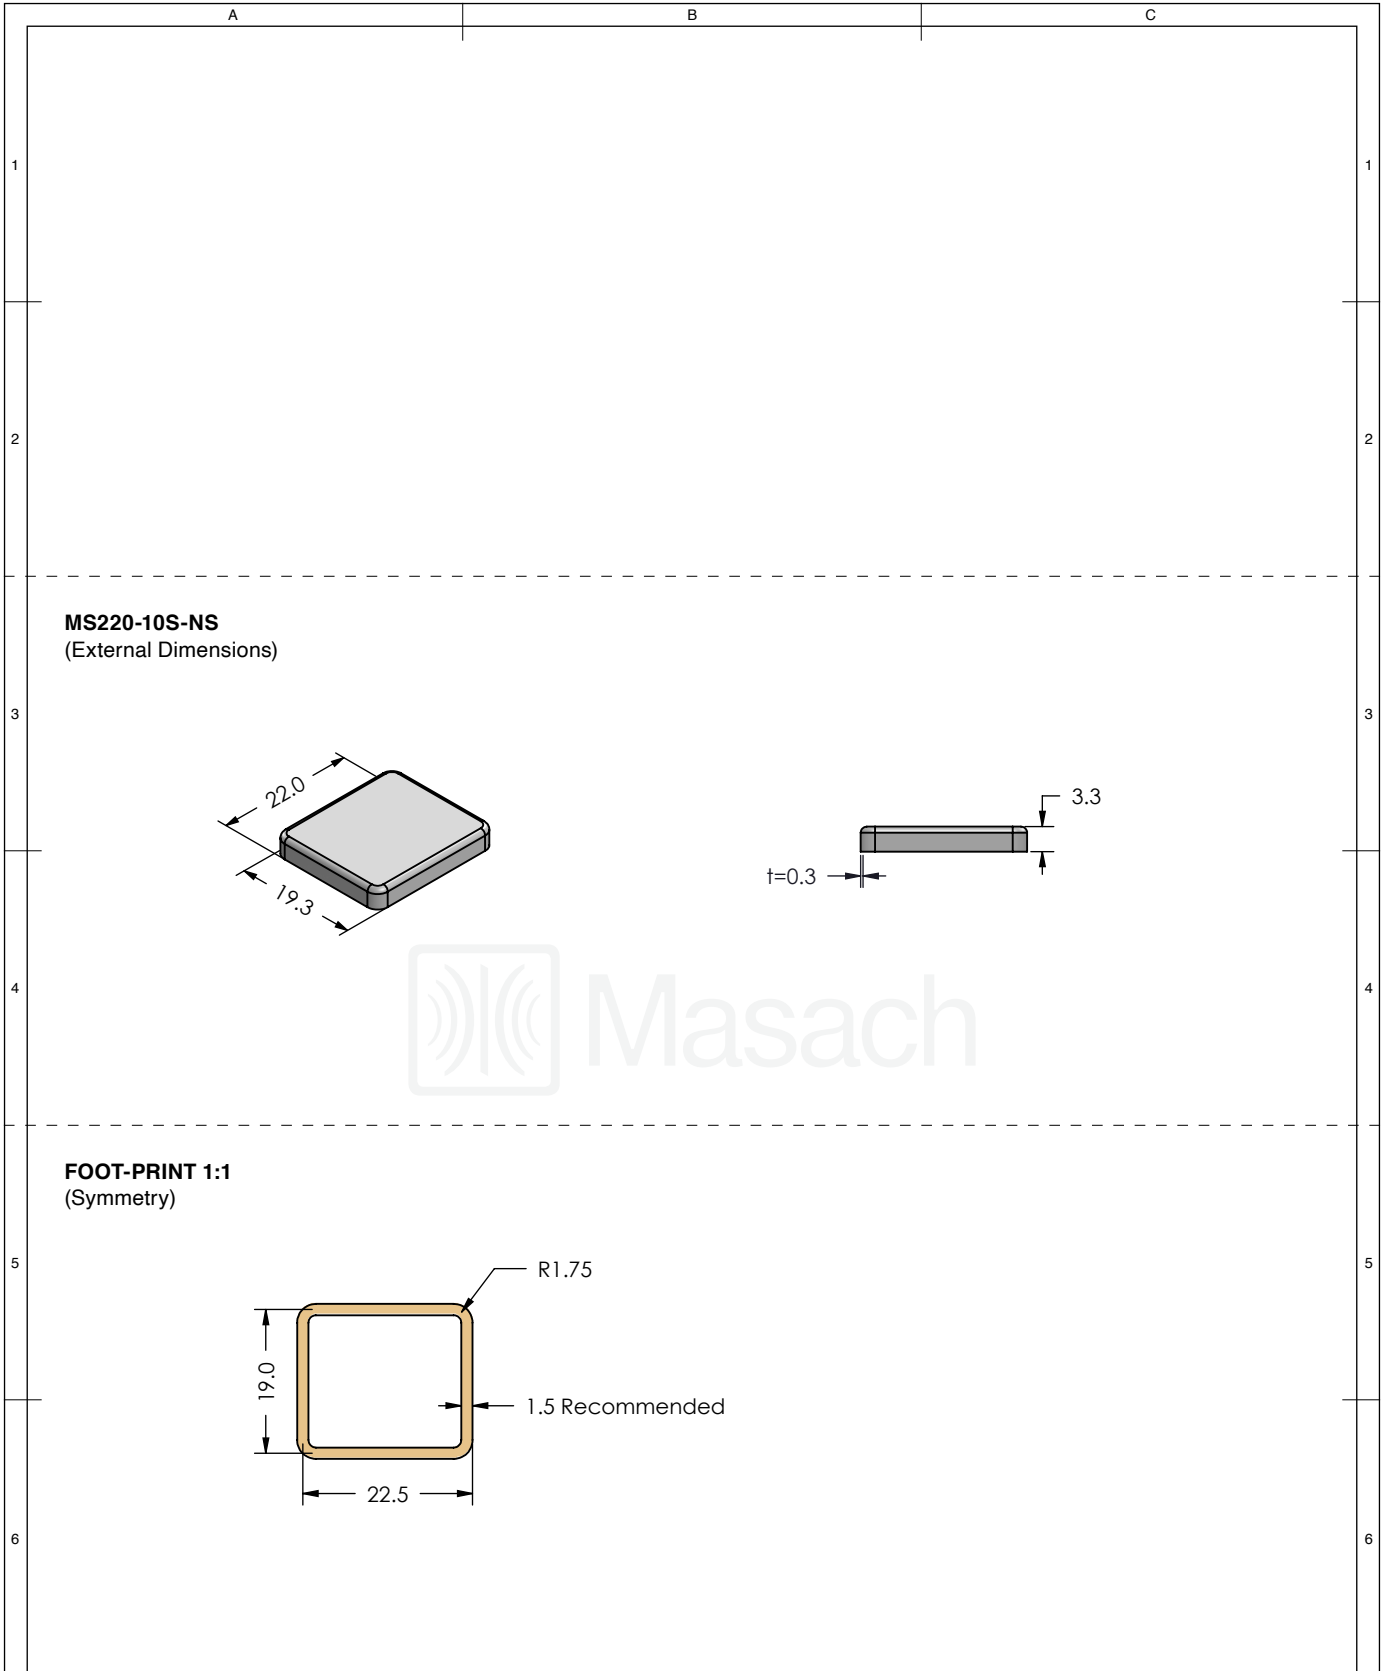 A B C
1 1
2 2
MS220-10S-NS
(External Dimensions)
3 3
22.0
3.3
t=0.3
19.3
4 4
Masach
FOOT-PRINT 1:1
(Symmetry)
5 5
R1.75
19.0
1.5 Recommended
22.5
6 6